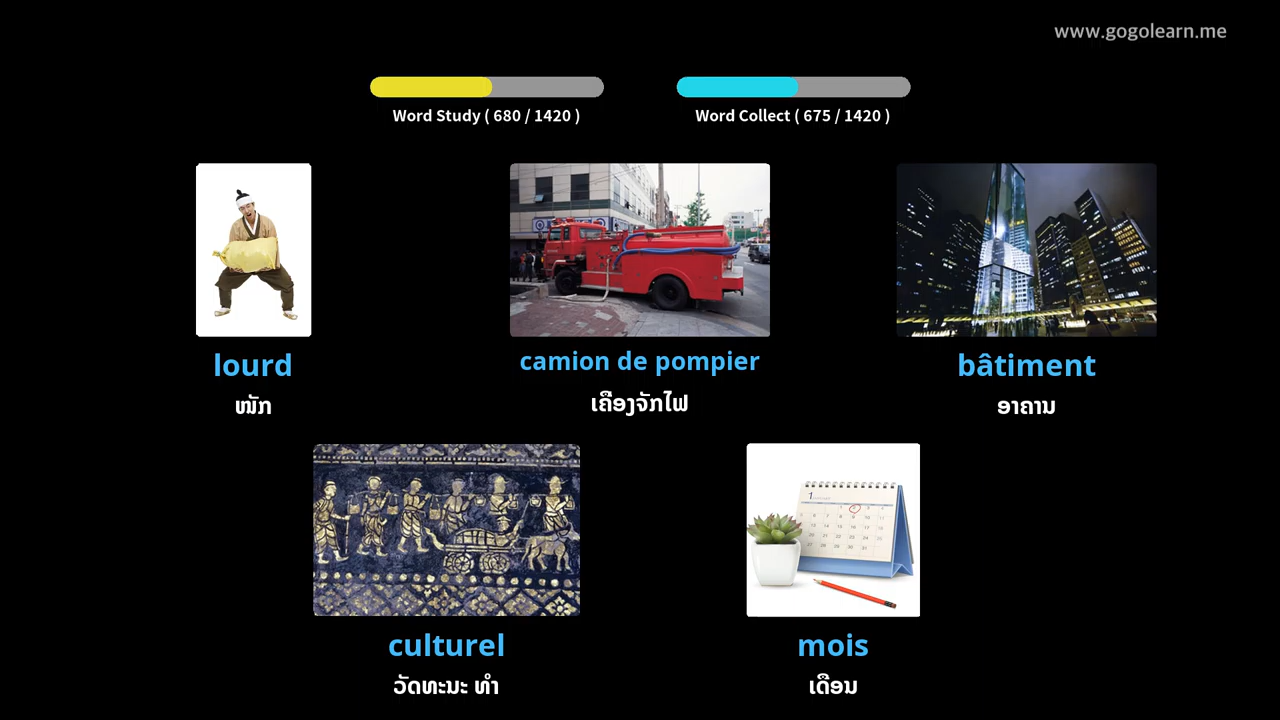 www.gogolearn.me
Word Study ( 680 / 1420 )
Word Collect ( 675 / 1420 )
lourd
camion de pompier
bâtiment
ໜັກ
ເຄືອງຈັກໄຟ
ອາຄານ
culturel
mois
ວັດທະນະ ທຳ
ເດືອນ